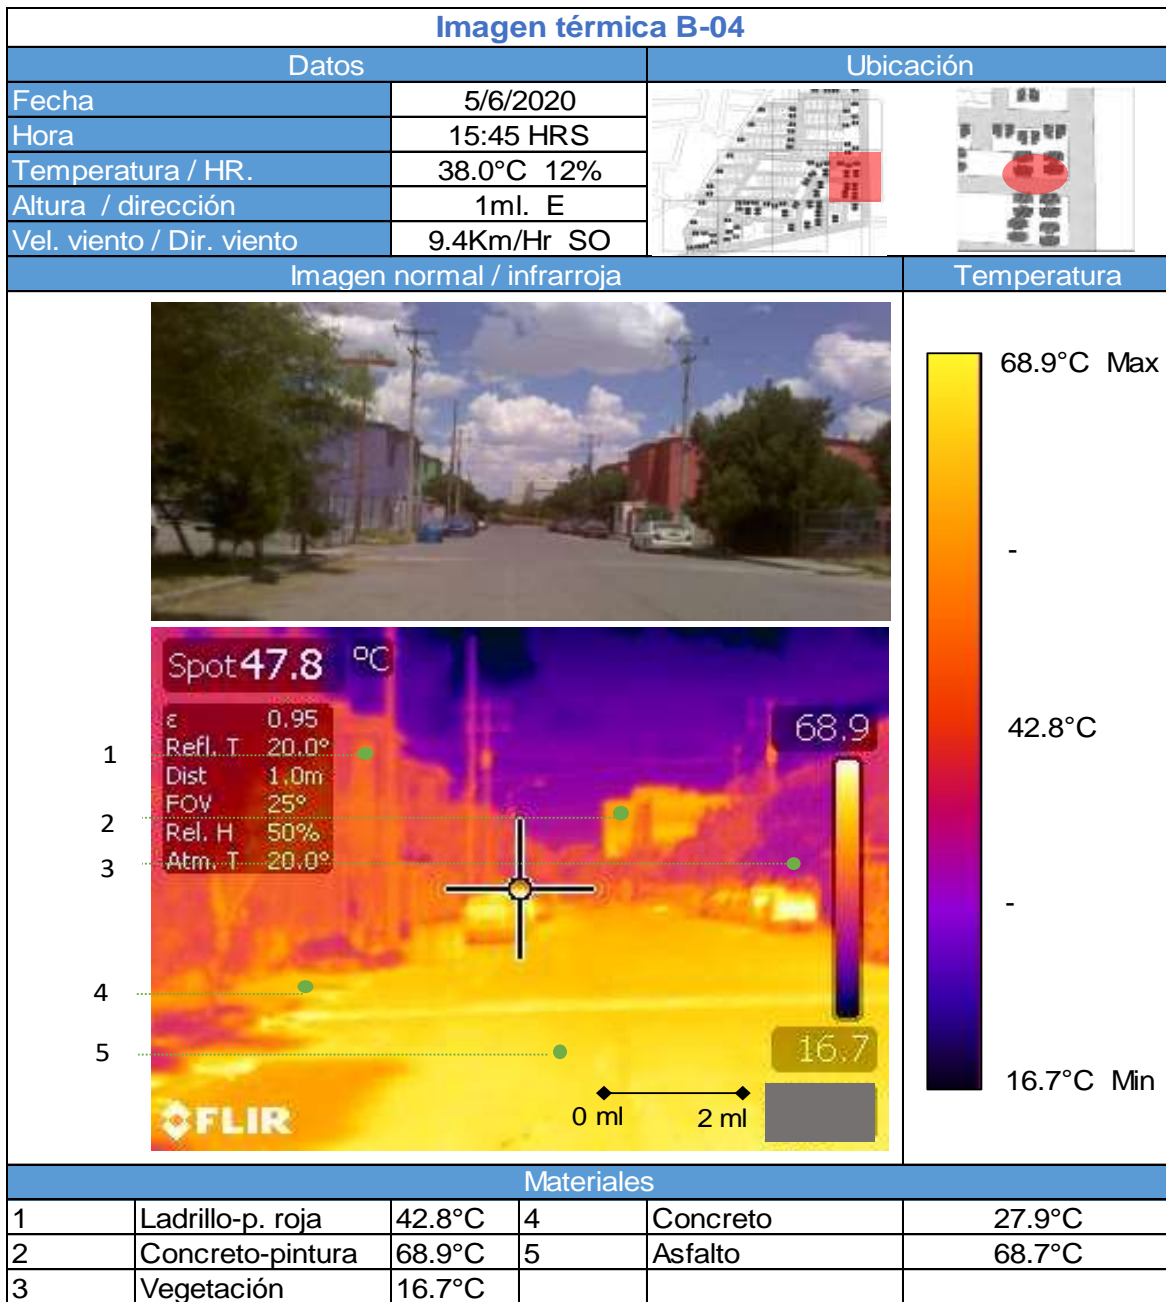 Imagen térmica B-04
Datos Ubicación
Fecha 5/6/2020
Hora 15:45 HRS
Temperatura / HR. 38.0°C 12%
Altura / dirección 1ml. E
Vel. viento / Dir. viento 9.4Km/Hr SO
Imagen normal / infrarroja Temperatura
68.9°C Max
-
42.8°C
-
16.7°C Min
Spot 47.8 °C
ε 0.95
Refl. T 20.0°
Dist 1.0m
FOV 25°
Rel. H 50%
Atm. T 20.0°
68.9
16.7
1
2
3
4
5
0 ml 2 ml
FLIR
Materiales
1 Ladrillo-p. roja 42.8°C 4 Concreto 27.9°C
2 Concreto-pintura 68.9°C 5 Asfalto 68.7°C
3 Vegetación 16.7°C